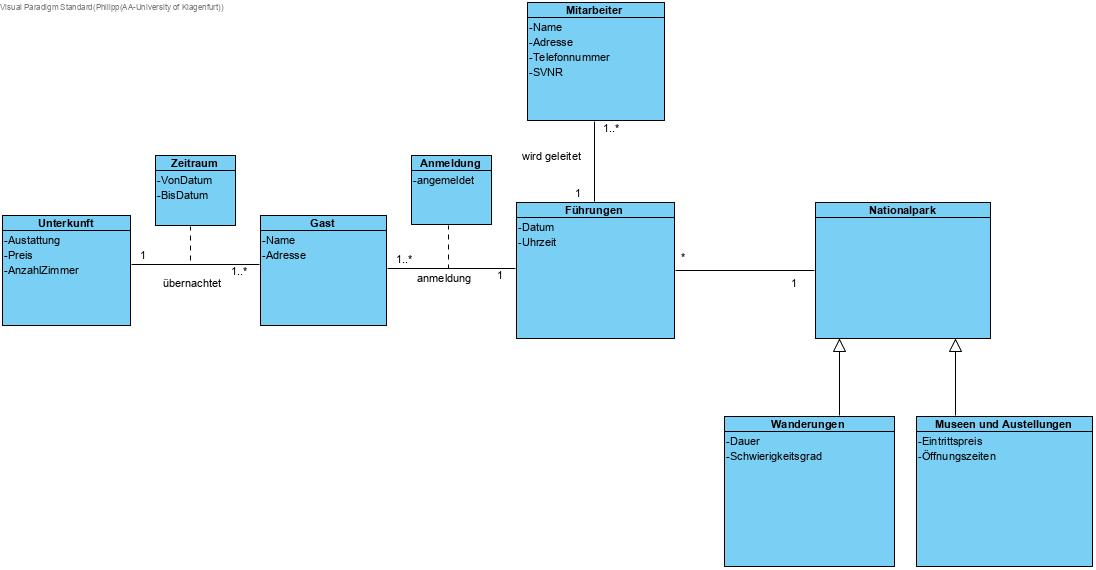 Visual Paradigm Standard(Philipp(AA-University of Klagenfurt))
Mitarbeiter
-Name
-Adresse
-Telefonnummer
-SVNR
1..*
wird geleitet
1
Zeitraum
-VonDatum
-BisDatum
Anmeldung
-angemeldet
Unterkunft
-Austattung
-Preis
-AnzahlZimmer
1
1..*
übernachtet
Gast
-Name
-Adresse
1..*
1
anmeldung
Führungen
-Datum
-Uhrzeit
*
1
Nationalpark
Wanderungen
-Dauer
-Schwierigkeitsgrad
Museen und Austellungen
-Eintrittspreis
-Öffnungszeiten